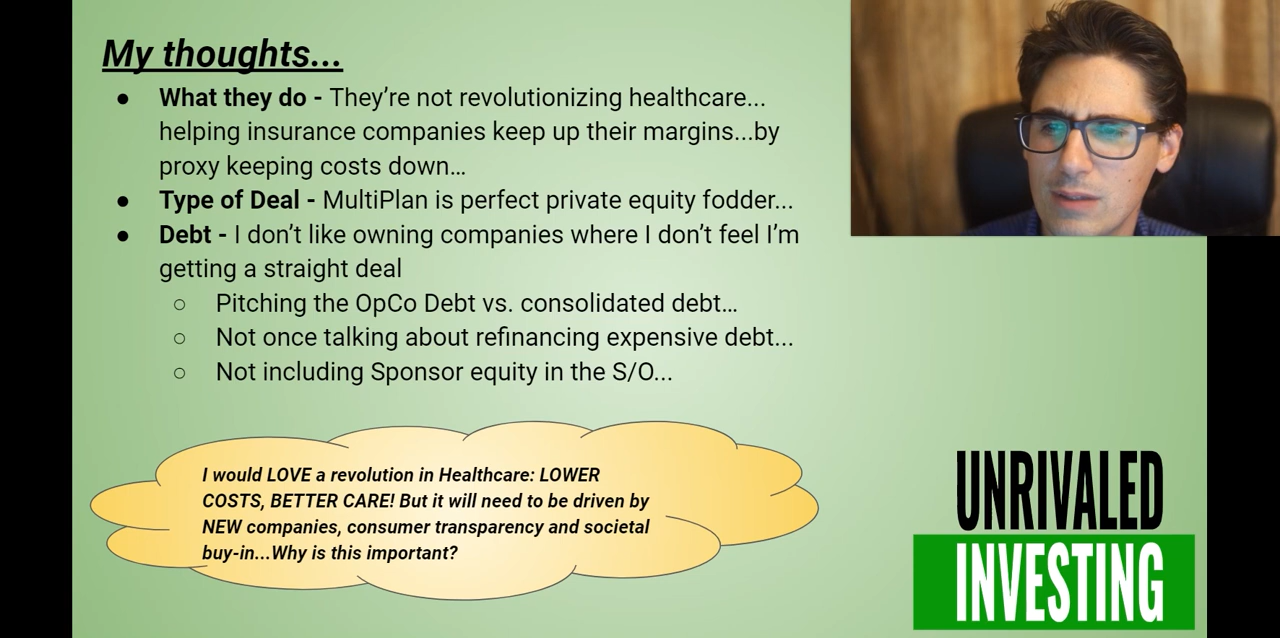 My thoughts...
● What they do - They’re not revolutionizing healthcare...
helping insurance companies keep up their margins...by
proxy keeping costs down…
● Type of Deal - MultiPlan is perfect private equity fodder...
● Debt - I don’t like owning companies where I don’t feel I’m
getting a straight deal
○ Pitching the OpCo Debt vs. consolidated debt…
○ Not once talking about refinancing expensive debt...
○ Not including Sponsor equity in the S/O...
I would LOVE a revolution in Healthcare: LOWER
COSTS, BETTER CARE! But it will need to be driven by
NEW companies, consumer transparency and societal
buy-in...Why is this important?
UNRIVALED
INVESTING